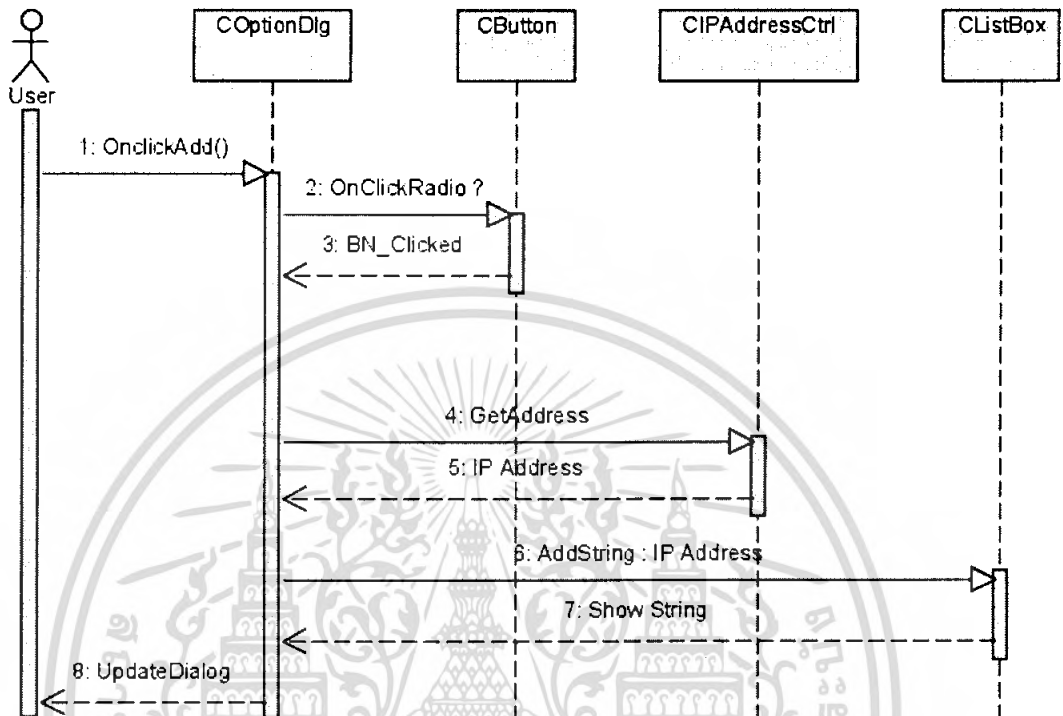 COptionDlg
CButton
CIPAddressCtrl
CListBox
User
1: OnclickAdd()
2: OnClickRadio ?
3: BN_Clicked
4: GetAddress
5: IP Address
6: AddString : IP Address
7: Show String
8: UpdateDialog